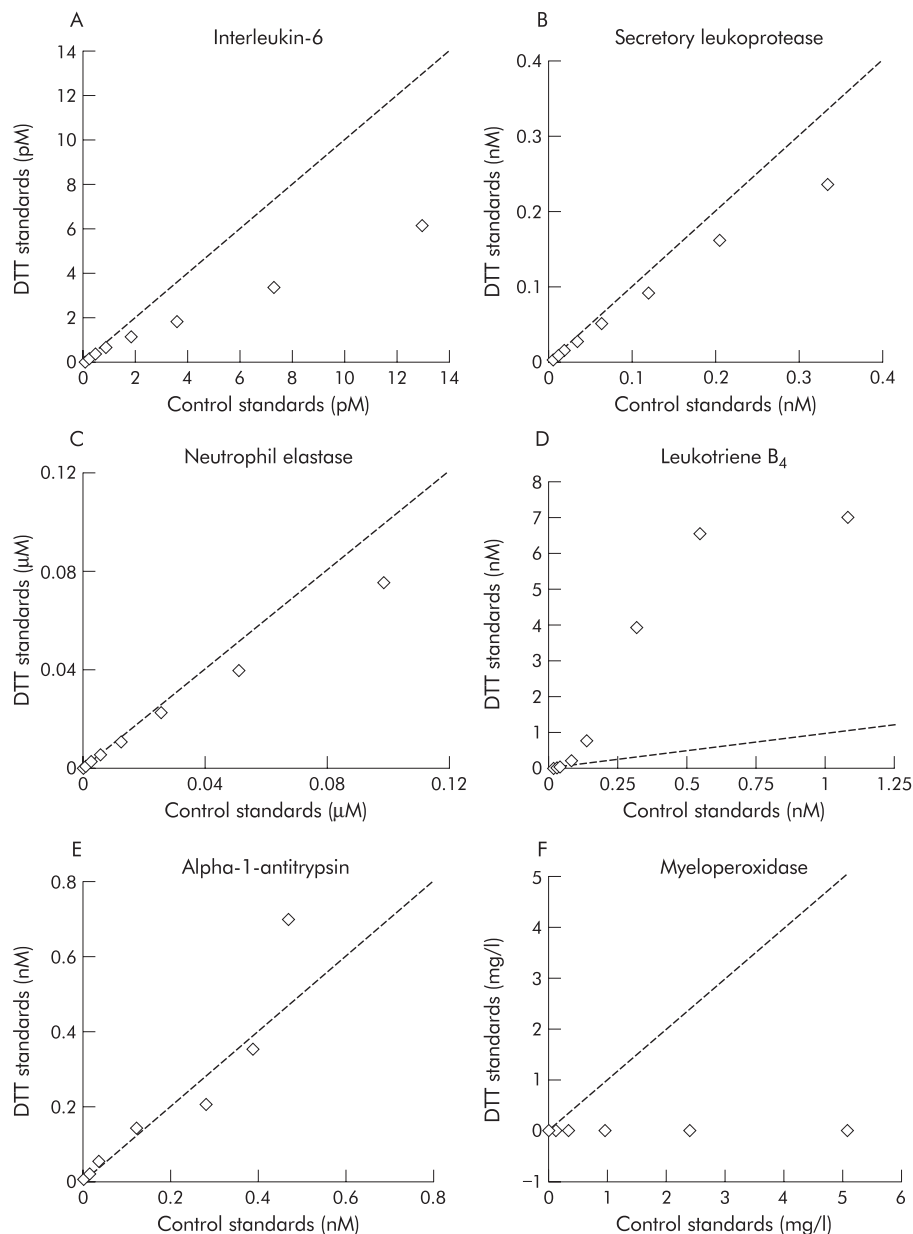 A
Interleukin-6
14
12
10
8
6
4
2
0
DTT standards (pM)
0 2 4 6 8 10 12 14
Control standards (pM)
B
Secretory leukoprotease
0.4
0.3
0.2
0.1
0
DTT standards (nM)
0 0.1 0.2 0.3 0.4
Control standards (nM)
C
Neutrophil elastase
0.12
0.08
0.04
0
DTT standards (μM)
0 0.04 0.08 0.12
Control standards (μM)
D
Leukotriene B4
8
7
6
5
4
3
2
1
0
DTT standards (nM)
0 0.25 0.5 0.75 1 1.25
Control standards (nM)
E
Alpha-1-antitrypsin
0.8
0.6
0.4
0.2
0
DTT standards (nM)
0 0.2 0.4 0.6 0.8
Control standards (nM)
F
Myeloperoxidase
5
4
3
2
1
0
−1
DTT standards (mg/l)
0 1 2 3 4 5 6
Control standards (mg/l)